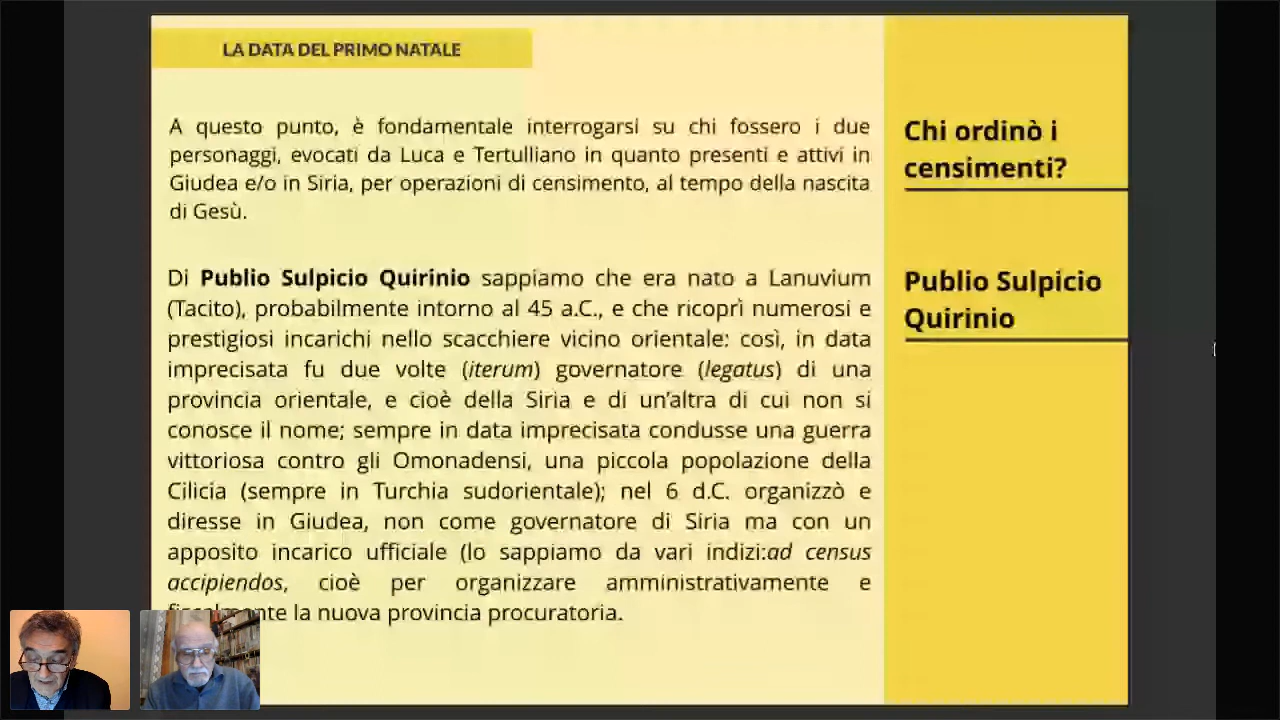 LA DATA DEL PRIMO NATALE
A questo punto, è fondamentale interrogarsi su chi fossero i due
personaggi, evocati da Luca e Tertulliano in quanto presenti e attivi in
Giudea e/o in Siria, per operazioni di censimento, al tempo della nascita
di Gesù.
Di Publio Sulpicio Quirinio sappiamo che era nato a Lanuvium
(Tacito), probabilmente intorno al 45 a.C., e che ricoprì numerosi e
prestigiosi incarichi nello scacchiere vicino orientale: così, in data
imprecisata fu due volte (iterum) governatore (legatus) di una
provincia orientale, e cioè della Siria e di un'altra di cui non si
conosce il nome; sempre in data imprecisata condusse una guerra
vittoriosa contro gli Omonadensi, una piccola popolazione della
Cilicia (sempre in Turchia sudorientale); nel 6 d.C. organizzò e
diresse in Giudea, non come governatore di Siria ma con un
apposito incarico ufficiale (lo sappiamo da vari indizi:ad census
accipiendos, cioè per organizzare amministrativamente e
la nuova provincia procuratoria.
Chi ordinò i
censimenti?
Publio Sulpicio
Quirinio